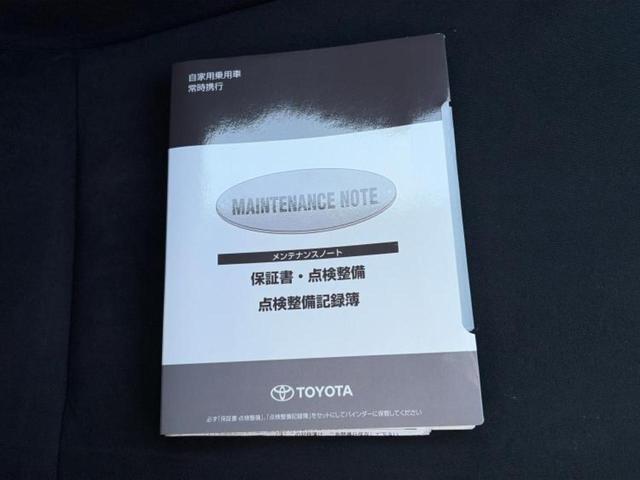 自家用乗用車
常時携行
MAINTENANCE NOTE
メンテナンスノート
保証書・点検整備
点検整備記録簿
TOYOTA
必ず「保証書・点検整備」、「点検整備記録簿」をセットにしてバインダーに保管してください